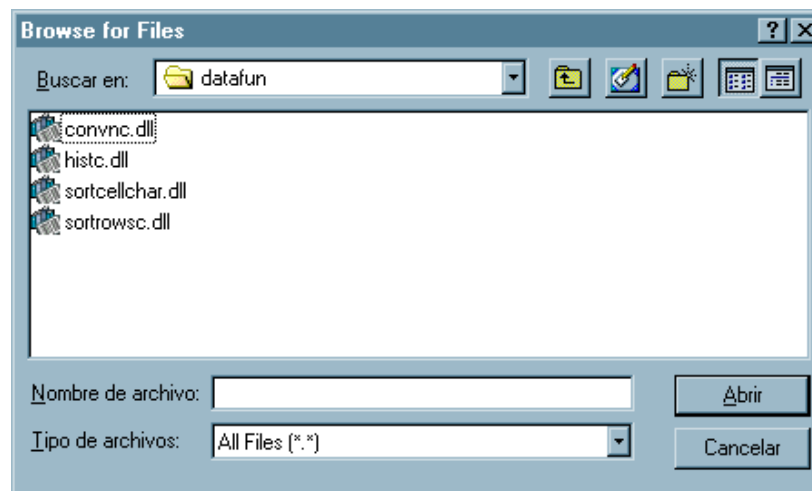 Browse for Files
Buscar en: datafun
convnc.dll
histc.dll
sortcellchar.dll
sortrowsc.dll
Nombre de archivo: Abrir
Tipo de archivos: All Files (*.*) Cancelar